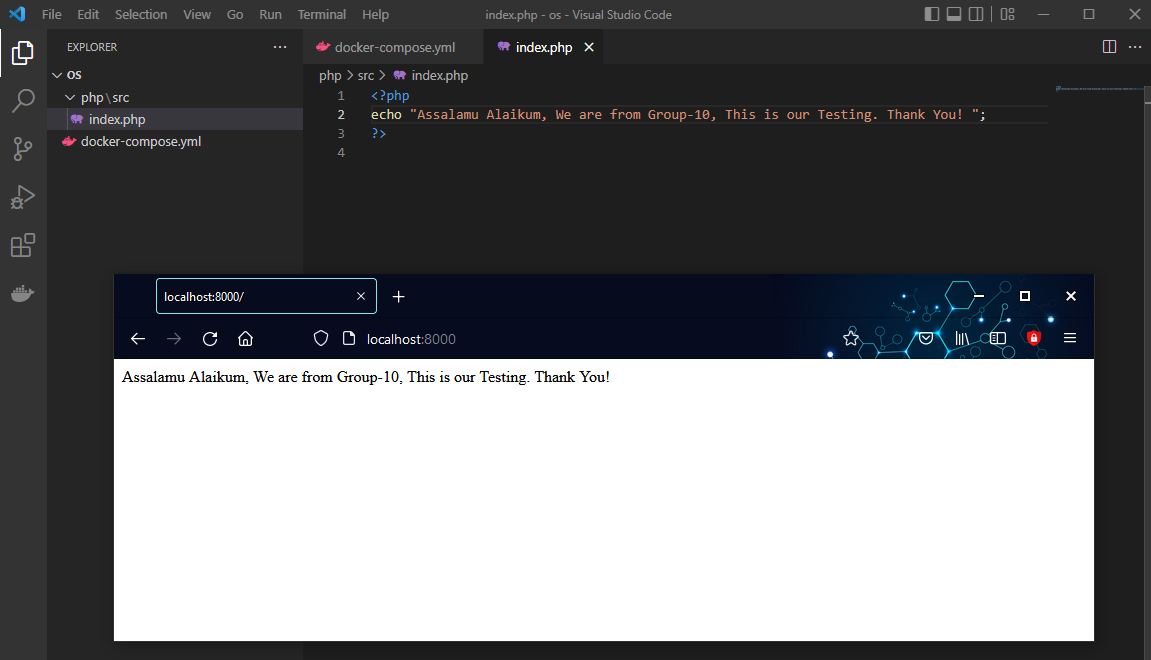 File Edit Selection View Go Run Terminal Help index.php - os - Visual Studio Code
EXPLORER
docker-compose.yml index.php
OS
php > src > index.php
php\src
index.php
docker-compose.yml
1 <?php
2 echo "Assalamu Alaikum, We are from Group-10, This is our Testing. Thank You! ";
3 ?>
4
localhost:8000/
localhost:8000
Assalamu Alaikum, We are from Group-10, This is our Testing. Thank You!